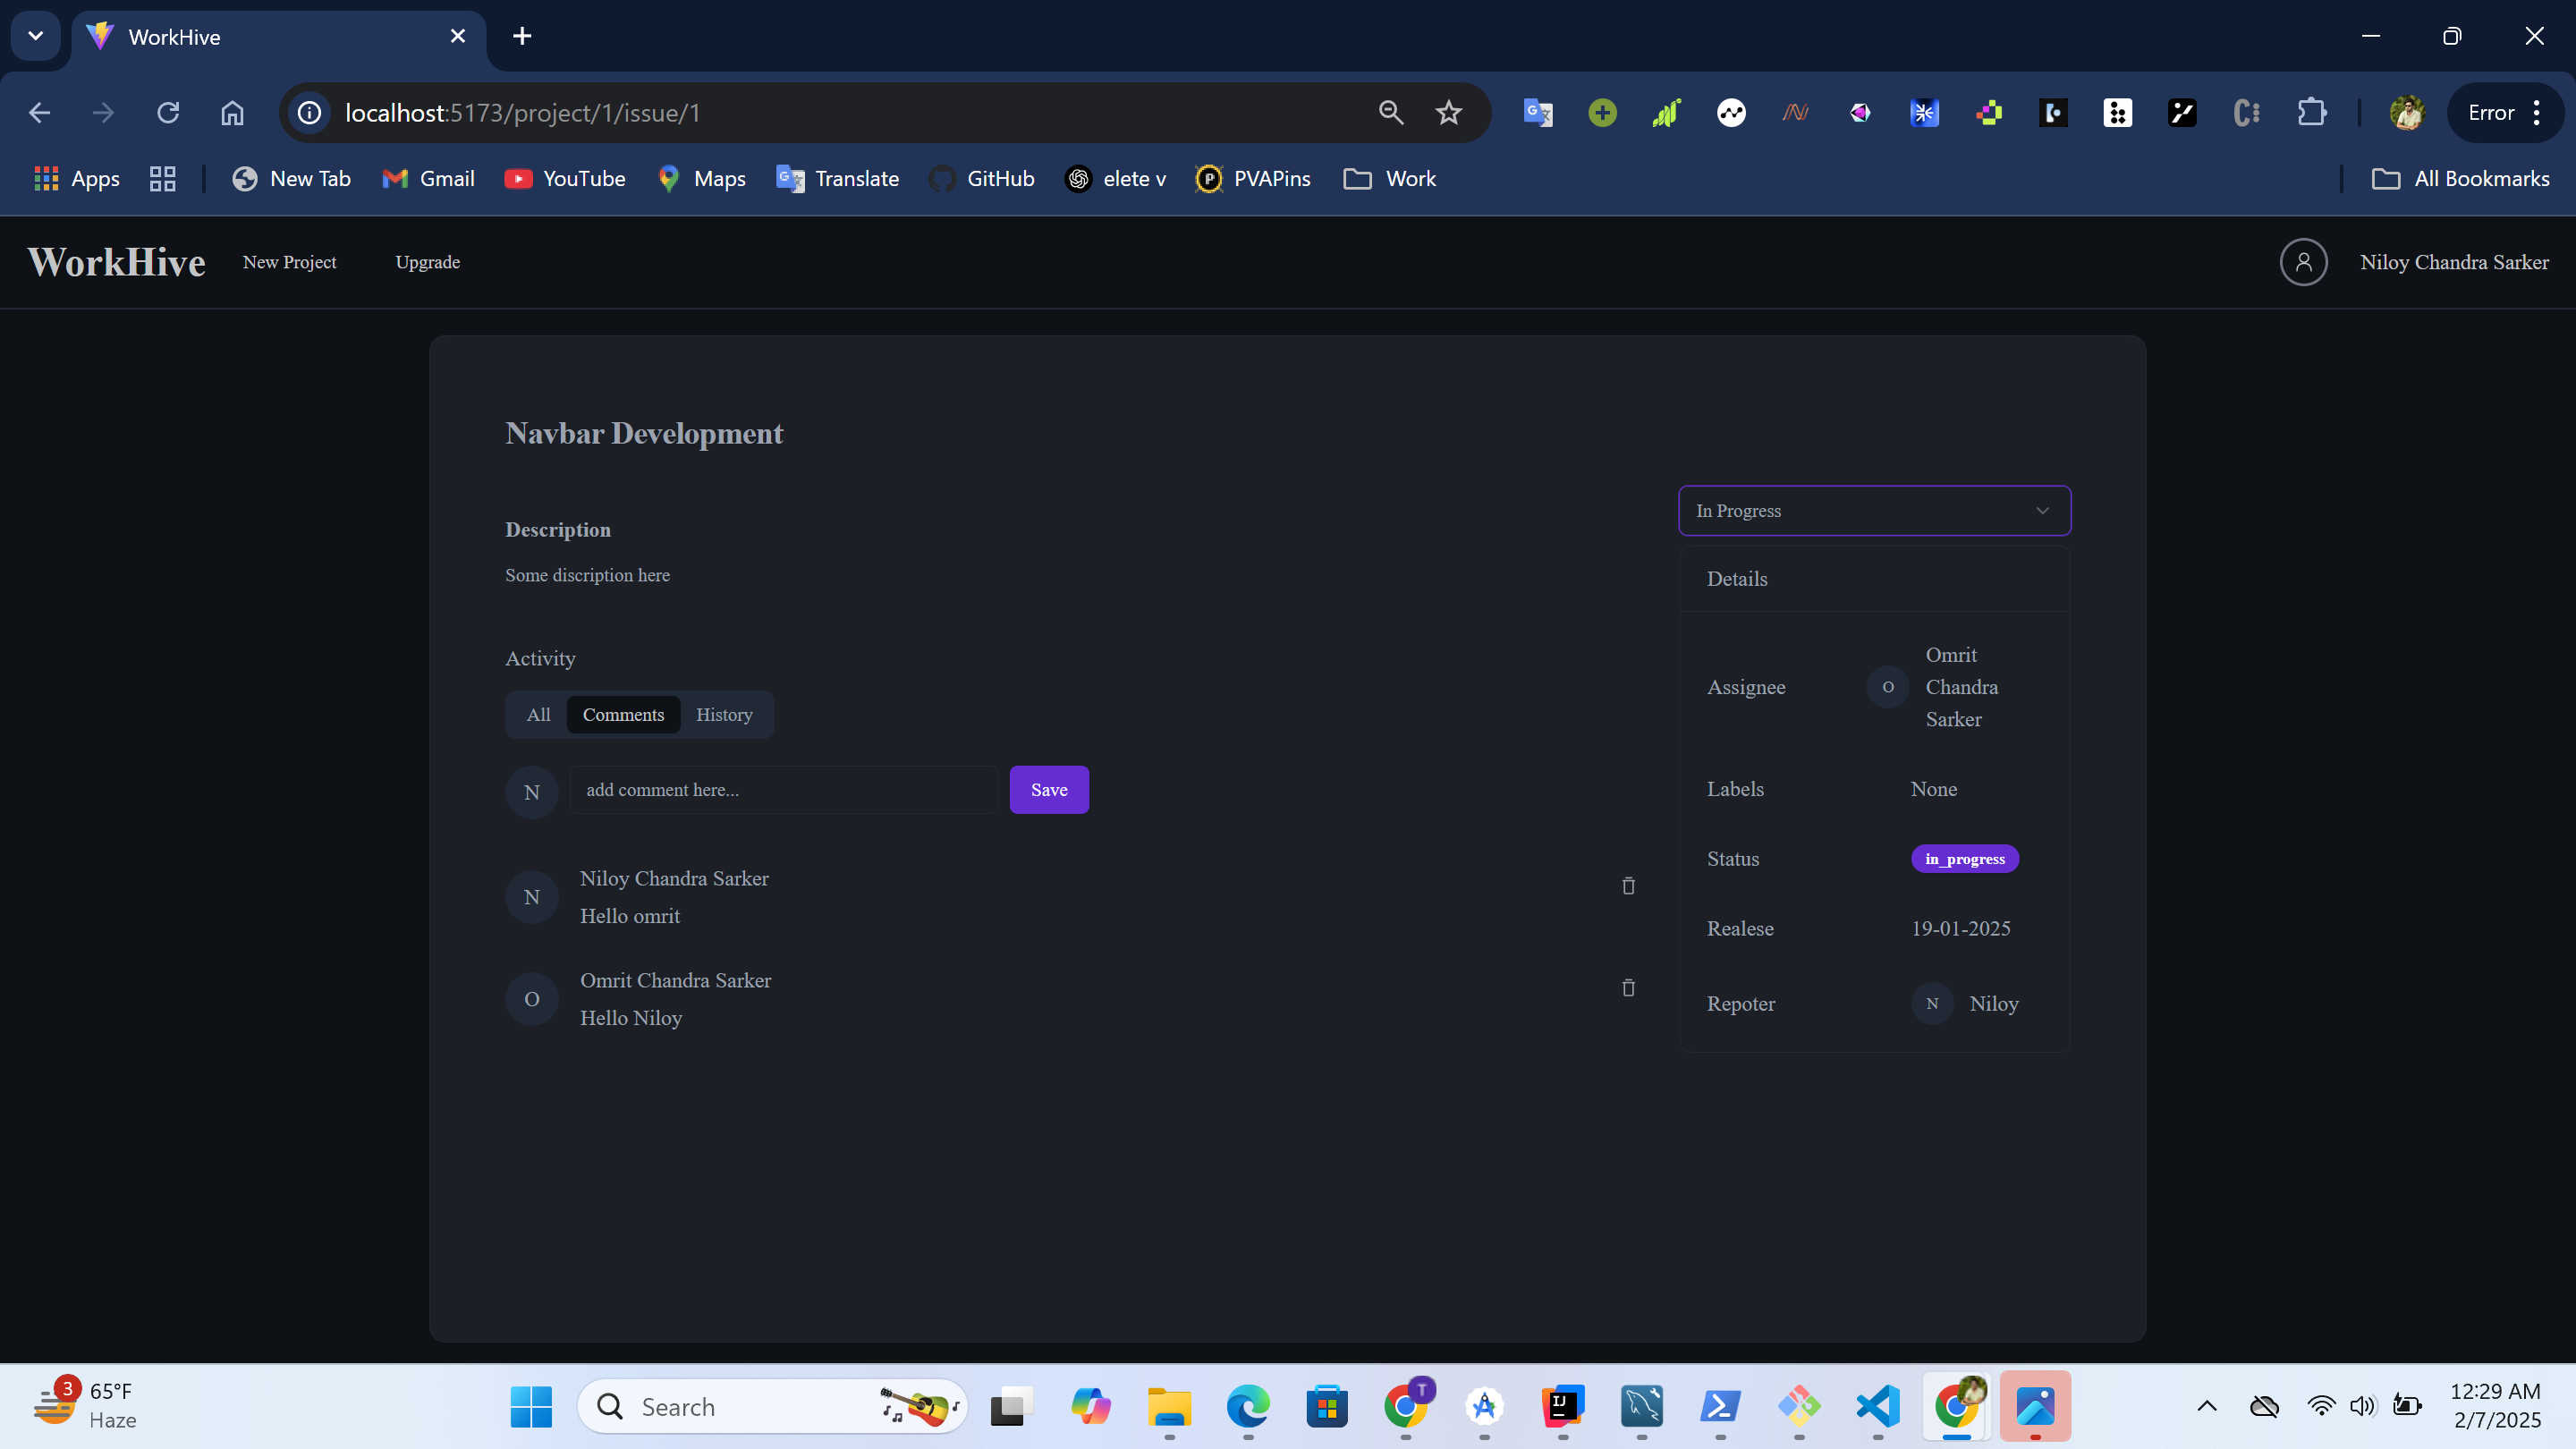 WorkHive
localhost:5173/project/1/issue/1
Error
Apps
New Tab
Gmail
YouTube
Maps
Translate
GitHub
elete v
PVAPins
Work
All Bookmarks
WorkHive
New Project
Upgrade
Niloy Chandra Sarker
Navbar Development
In Progress
Description
Some discription here
Details
Activity
All
Comments
History
Assignee
O
Omrit
Chandra
Sarker
N
add comment here...
Save
Labels
None
Status
in_progress
N
Niloy Chandra Sarker
Hello omrit
Realese
19-01-2025
O
Omrit Chandra Sarker
Hello Niloy
Repoter
N
Niloy
3
65°F
Haze
Search
T
IJ
12:29 AM
2/7/2025